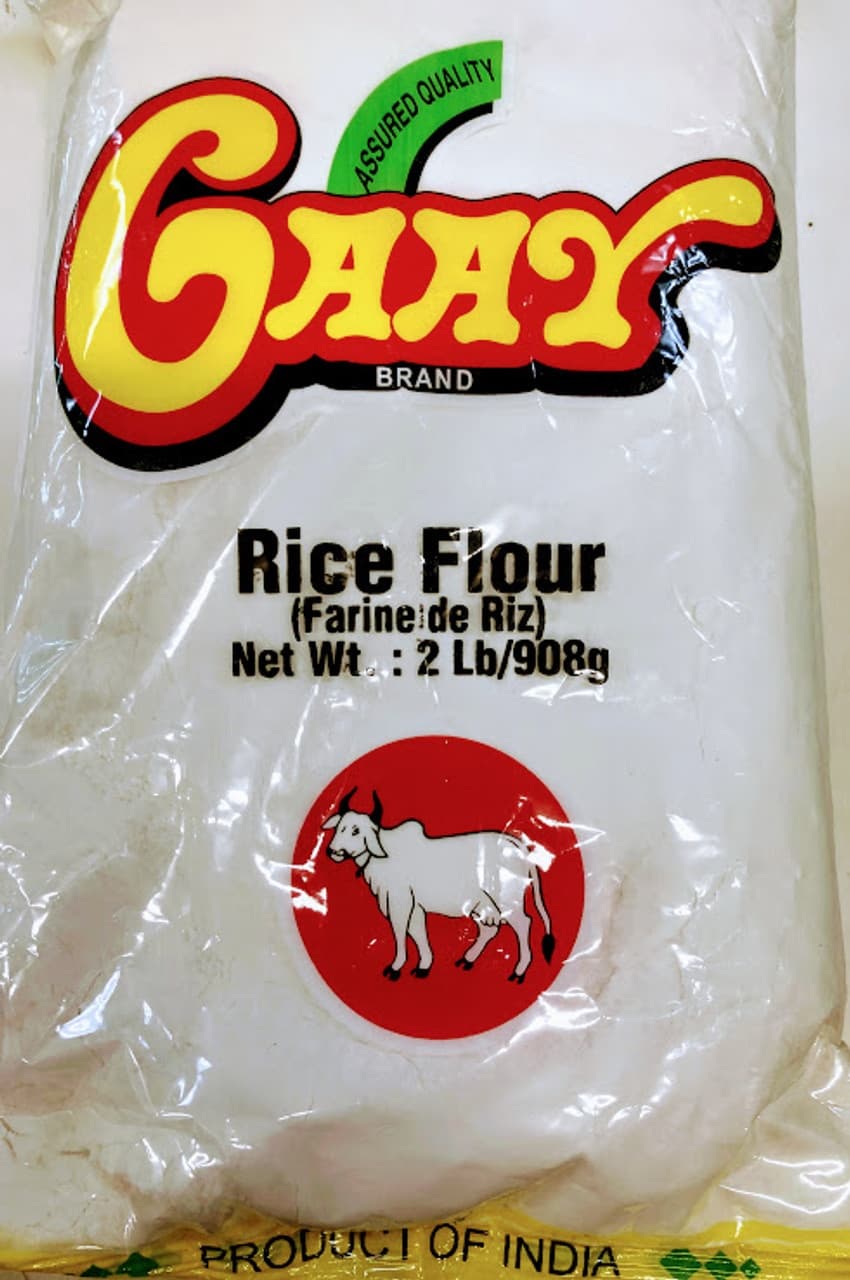 ASSURED QUALITY
GAAY
BRAND
Rice Flour
(Farine de Riz)
Net Wt. : 2 Lb/908g
PRODUCT OF INDIA